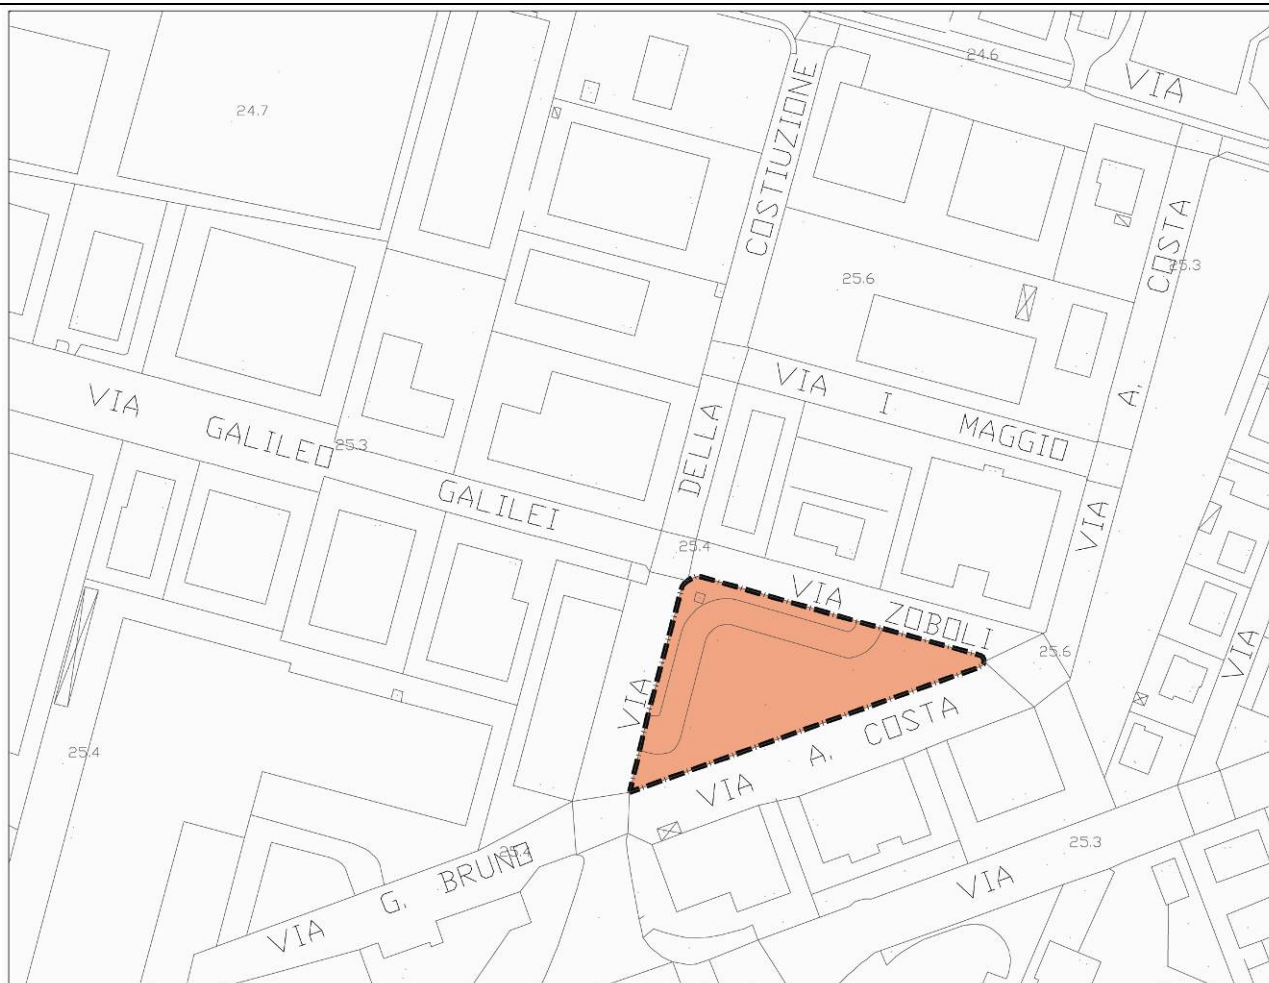 24.6
VIA
24.7
COSTIUZIONE
COSTA
25.3
25.6
VIA I MAGGIO
A.
VIA
DELLA
VIA GALILEO
25.3
GALILEI
25.4
VIA ZOBOLI
25.6
VIA
VIA
25.4
VIA A. COSTA
25.3
VIA
VIA G. BRUNO